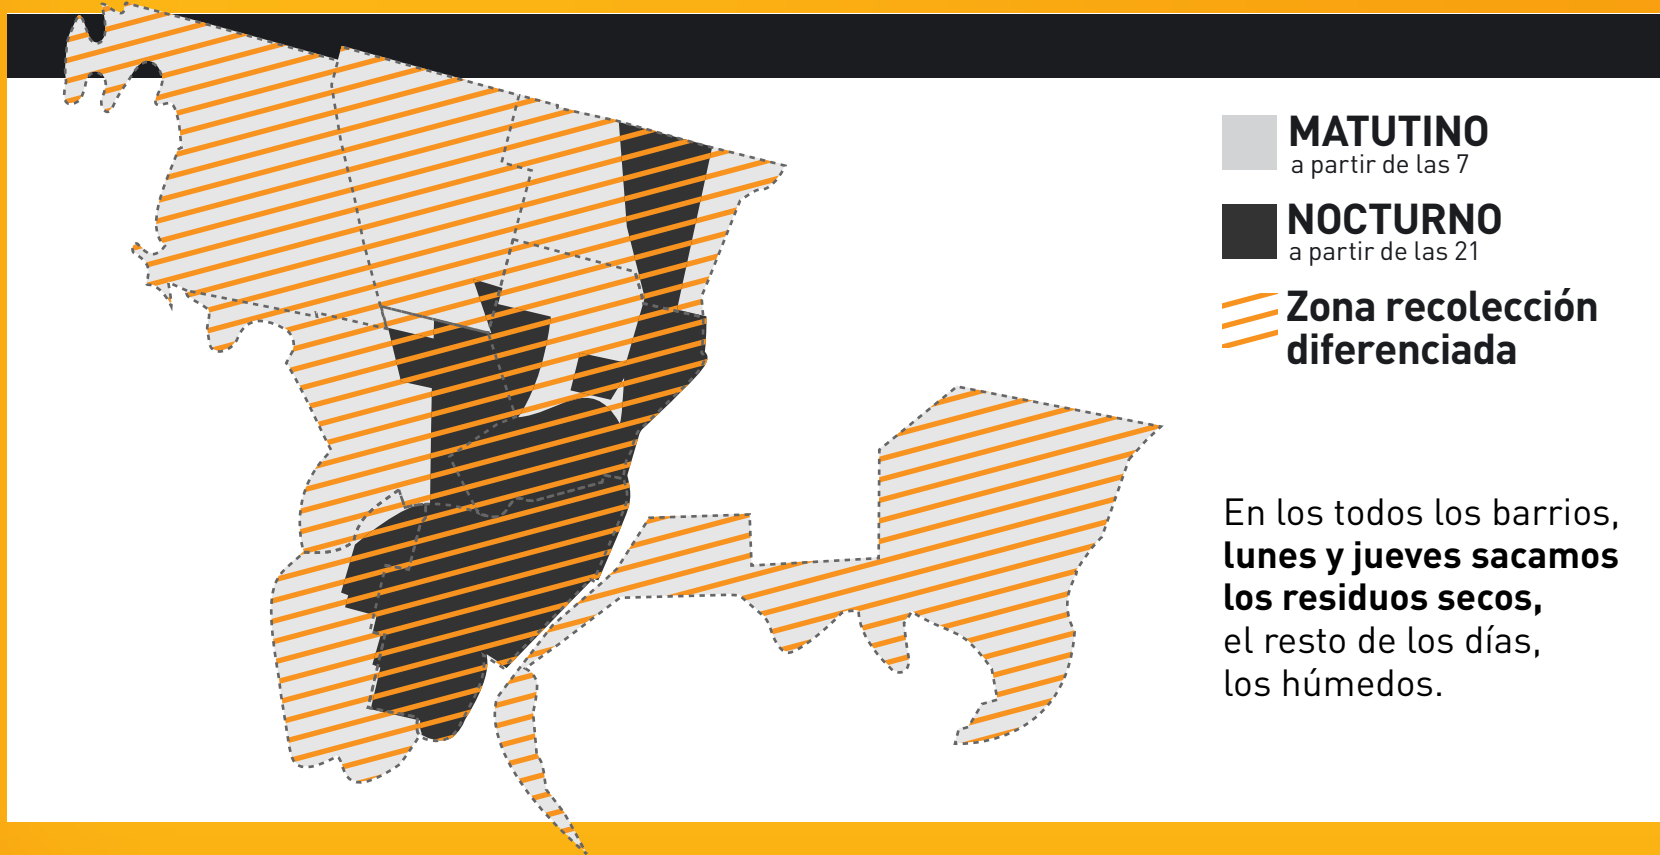 MATUTINO
a partir de las 7
NOCTURNO
a partir de las 21
Zona recolección
diferenciada
En los todos los barrios,
lunes y jueves sacamos
los residuos secos,
el resto de los días,
los húmedos.